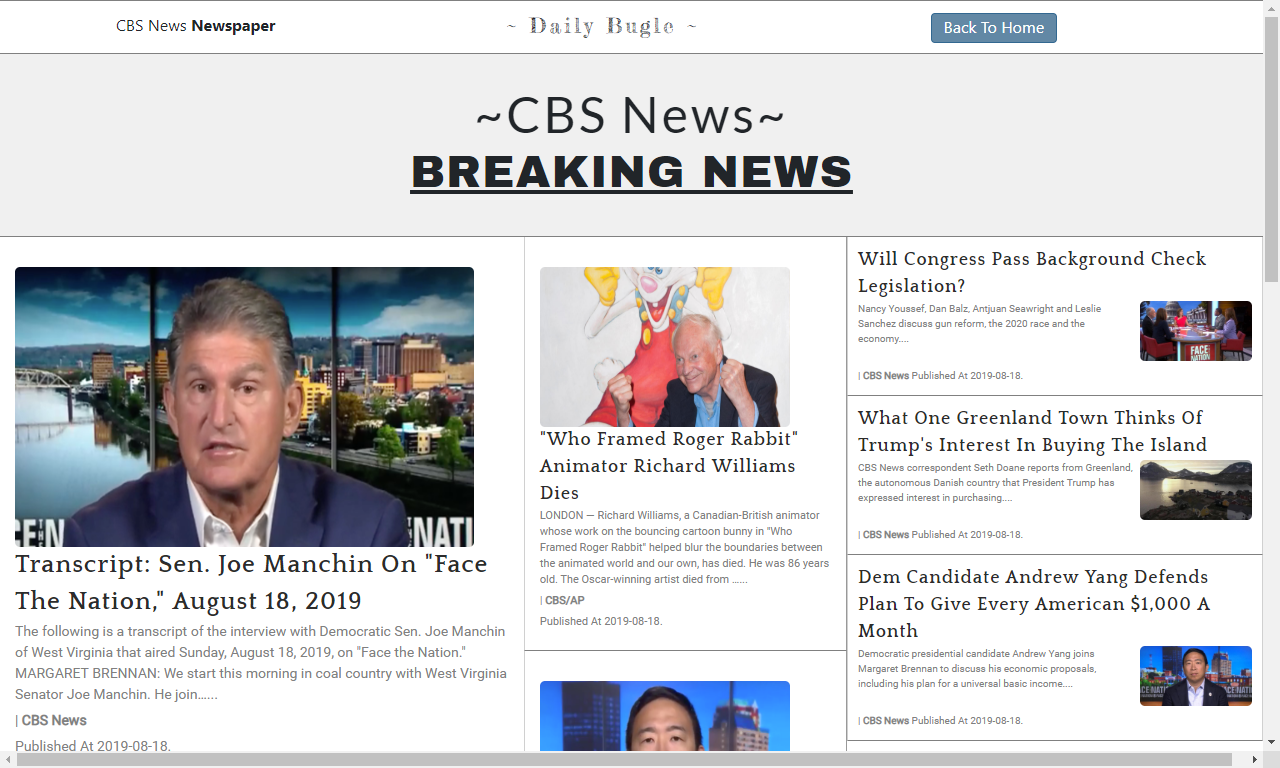 CBS News Newspaper
~ Daily Bugle ~
Back To Home
~CBS News~
BREAKING NEWS
Transcript: Sen. Joe Manchin On "Face
The Nation," August 18, 2019
The following is a transcript of the interview with Democratic Sen. Joe Manchin
of West Virginia that aired Sunday, August 18, 2019, on "Face the Nation."
MARGARET BRENNAN: We start this morning in coal country with West Virginia
Senator Joe Manchin. He join......
| CBS News
Published At 2019-08-18.
"Who Framed Roger Rabbit"
Animator Richard Williams
Dies
LONDON — Richard Williams, a Canadian-British animator
whose work on the bouncing cartoon bunny in "Who
Framed Roger Rabbit" helped blur the boundaries between
the animated world and our own, has died. He was 86 years
old. The Oscar-winning artist died from ......
| CBS/AP
Published At 2019-08-18.
Will Congress Pass Background Check
Legislation?
Nancy Youssef, Dan Balz, Antjuan Seawright and Leslie
Sanchez discuss gun reform, the 2020 race and the
economy....
FACE
NATION
| CBS News Published At 2019-08-18.
What One Greenland Town Thinks Of
Trump's Interest In Buying The Island
CBS News correspondent Seth Doane reports from Greenland,
the autonomous Danish country that President Trump has
expressed interest in purchasing....
| CBS News Published At 2019-08-18.
Dem Candidate Andrew Yang Defends
Plan To Give Every American $1,000 A
Month
Democratic presidential candidate Andrew Yang joins
Margaret Brennan to discuss his economic proposals,
including his plan for a universal basic income....
| CBS News Published At 2019-08-18.